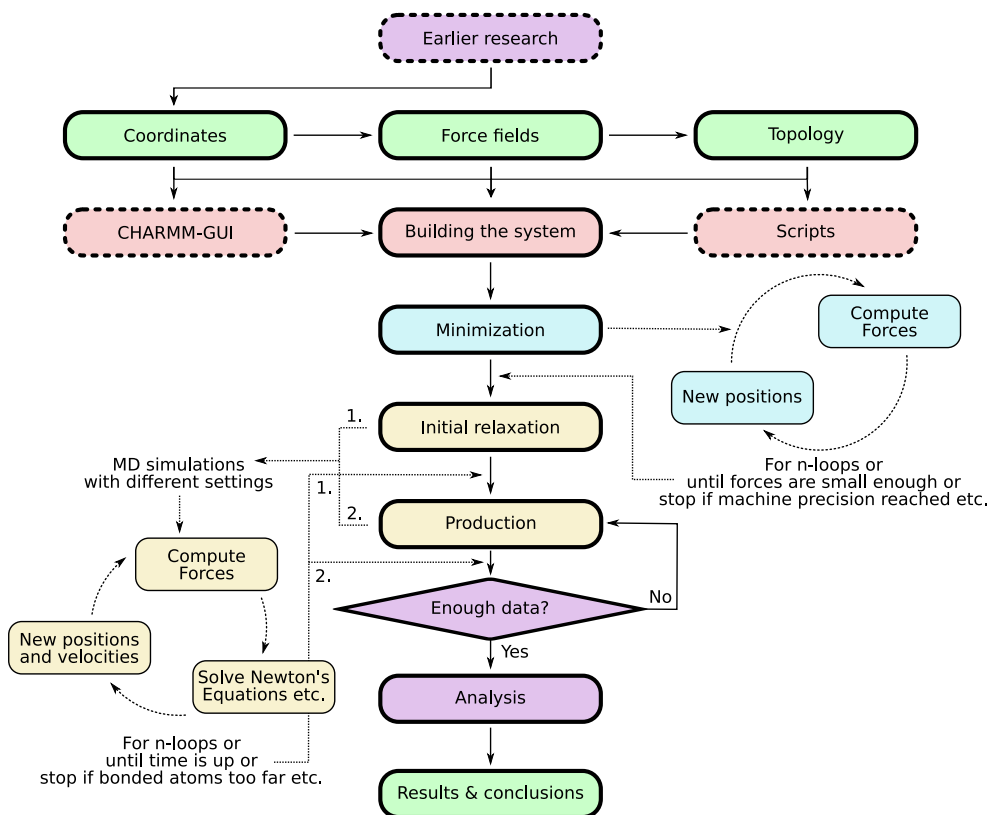 Earlier research
Coordinates
Force fields
Topology
CHARMM-GUI
Building the system
Scripts
Minimization
Compute
Forces
New positions
1.
Initial relaxation
For n-loops or
until forces are small enough or
stop if machine precision reached etc.
MD simulations
with different settings
1.
2.
Production
Compute
Forces
2.
Enough data?
No
New positions
and velocities
Yes
Solve Newton's
Equations etc.
Analysis
For n-loops or
until time is up or
stop if bonded atoms too far etc.
Results & conclusions